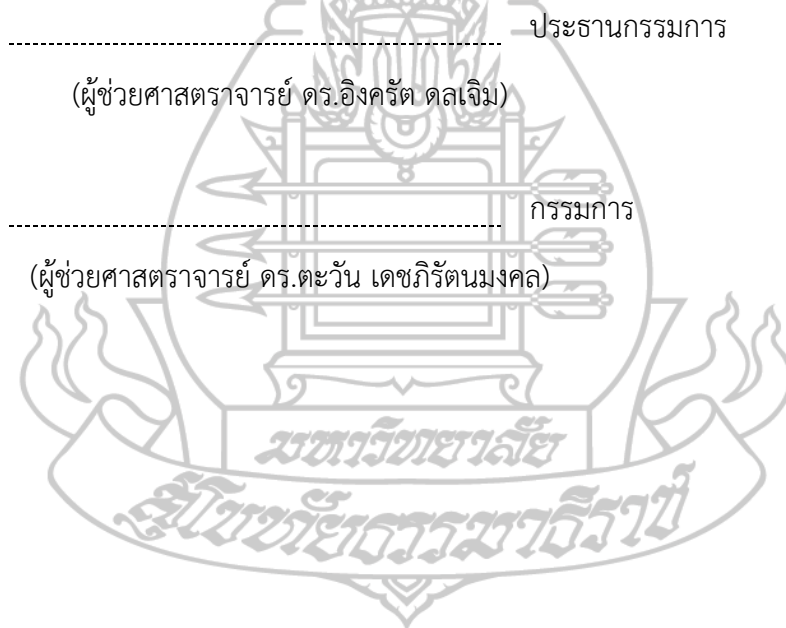 ประธานกรรมการ
(ผู้ช่วยศาสตราจารย์ ดร.อิงครัต ดลเจิม)
กรรมการ
(ผู้ช่วยศาสตราจารย์ ดร.ตะวัน เดชภิรัตนมงคล)
มหาวิทยาลัย
สุโขทัยธรรมาธิราช